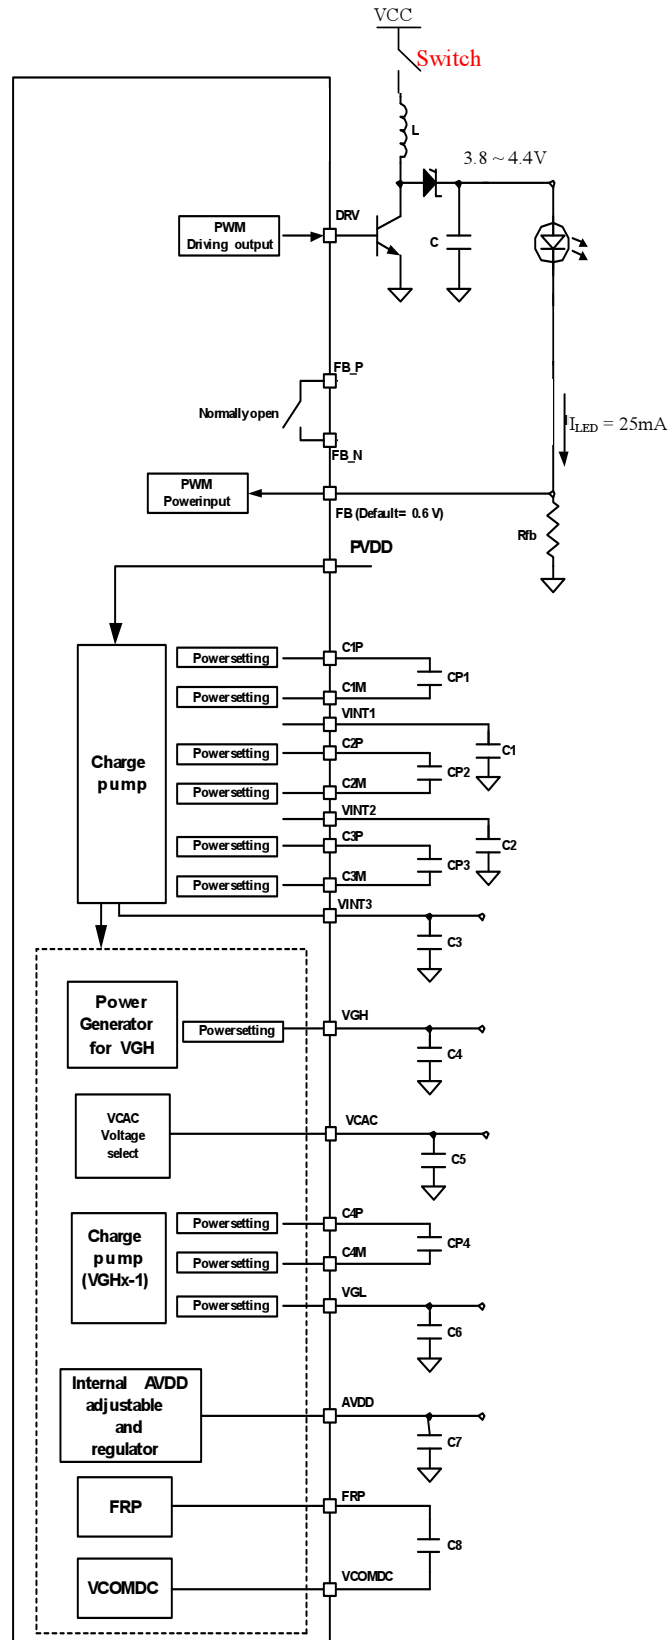 VCC
Switch
L
3.8 ~ 4.4V
DRV
PWM
Driving output
C
FB_P
Normally open
FB_N
I_LED = 25mA
PWM
Powerinput
FB (Default= 0.6 V)
Rfb
PVDD
C1P
Powersetting
CP1
C1M
Powersetting
VINT1
C1
C2P
Powersetting
Charge
pump
CP2
C2M
Powersetting
VINT2
C2
C3P
Powersetting
CP3
C3M
Powersetting
VINT3
C3
Power
Generator
for VGH
Powersetting
VGH
C4
VCAC
Voltage
select
VCAC
C5
C4P
Powersetting
Charge
pump
(VGHx-1)
CP4
C4M
Powersetting
VGL
Powersetting
C6
Internal AVDD
adjustable
and
regulator
AVDD
C7
FRP
FRP
C8
VCOMDC
VCOMDC